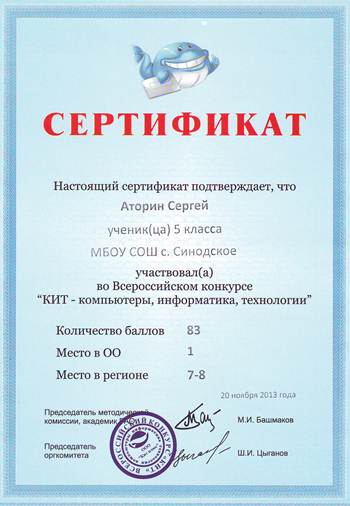 СЕРТИФИКАТ
Настоящий сертификат подтверждает, что
Аторин Сергей
ученик(ца) 5 класса
МБОУ СОШ с. Синодское
участвовал(а)
во Всероссийском конкурсе
“КИТ - компьютеры, информатика, технологии”
Количество баллов 83
Место в ОО 1
Место в регионе 7-8
20 ноября 2013 года
Председатель методической
комиссии, академик
М.И. Башмаков
Председатель
оргкомитета
Ш.И. Цыганов